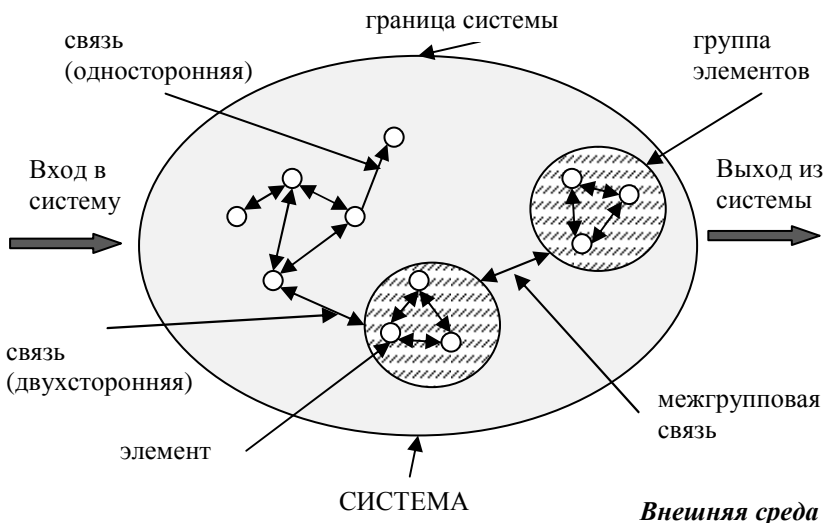 граница системы
связь
(односторонняя)
группа
элементов
Вход в
систему
Выход из
системы
связь
(двухсторонняя)
межгрупповая
связь
элемент
СИСТЕМА
Внешняя среда